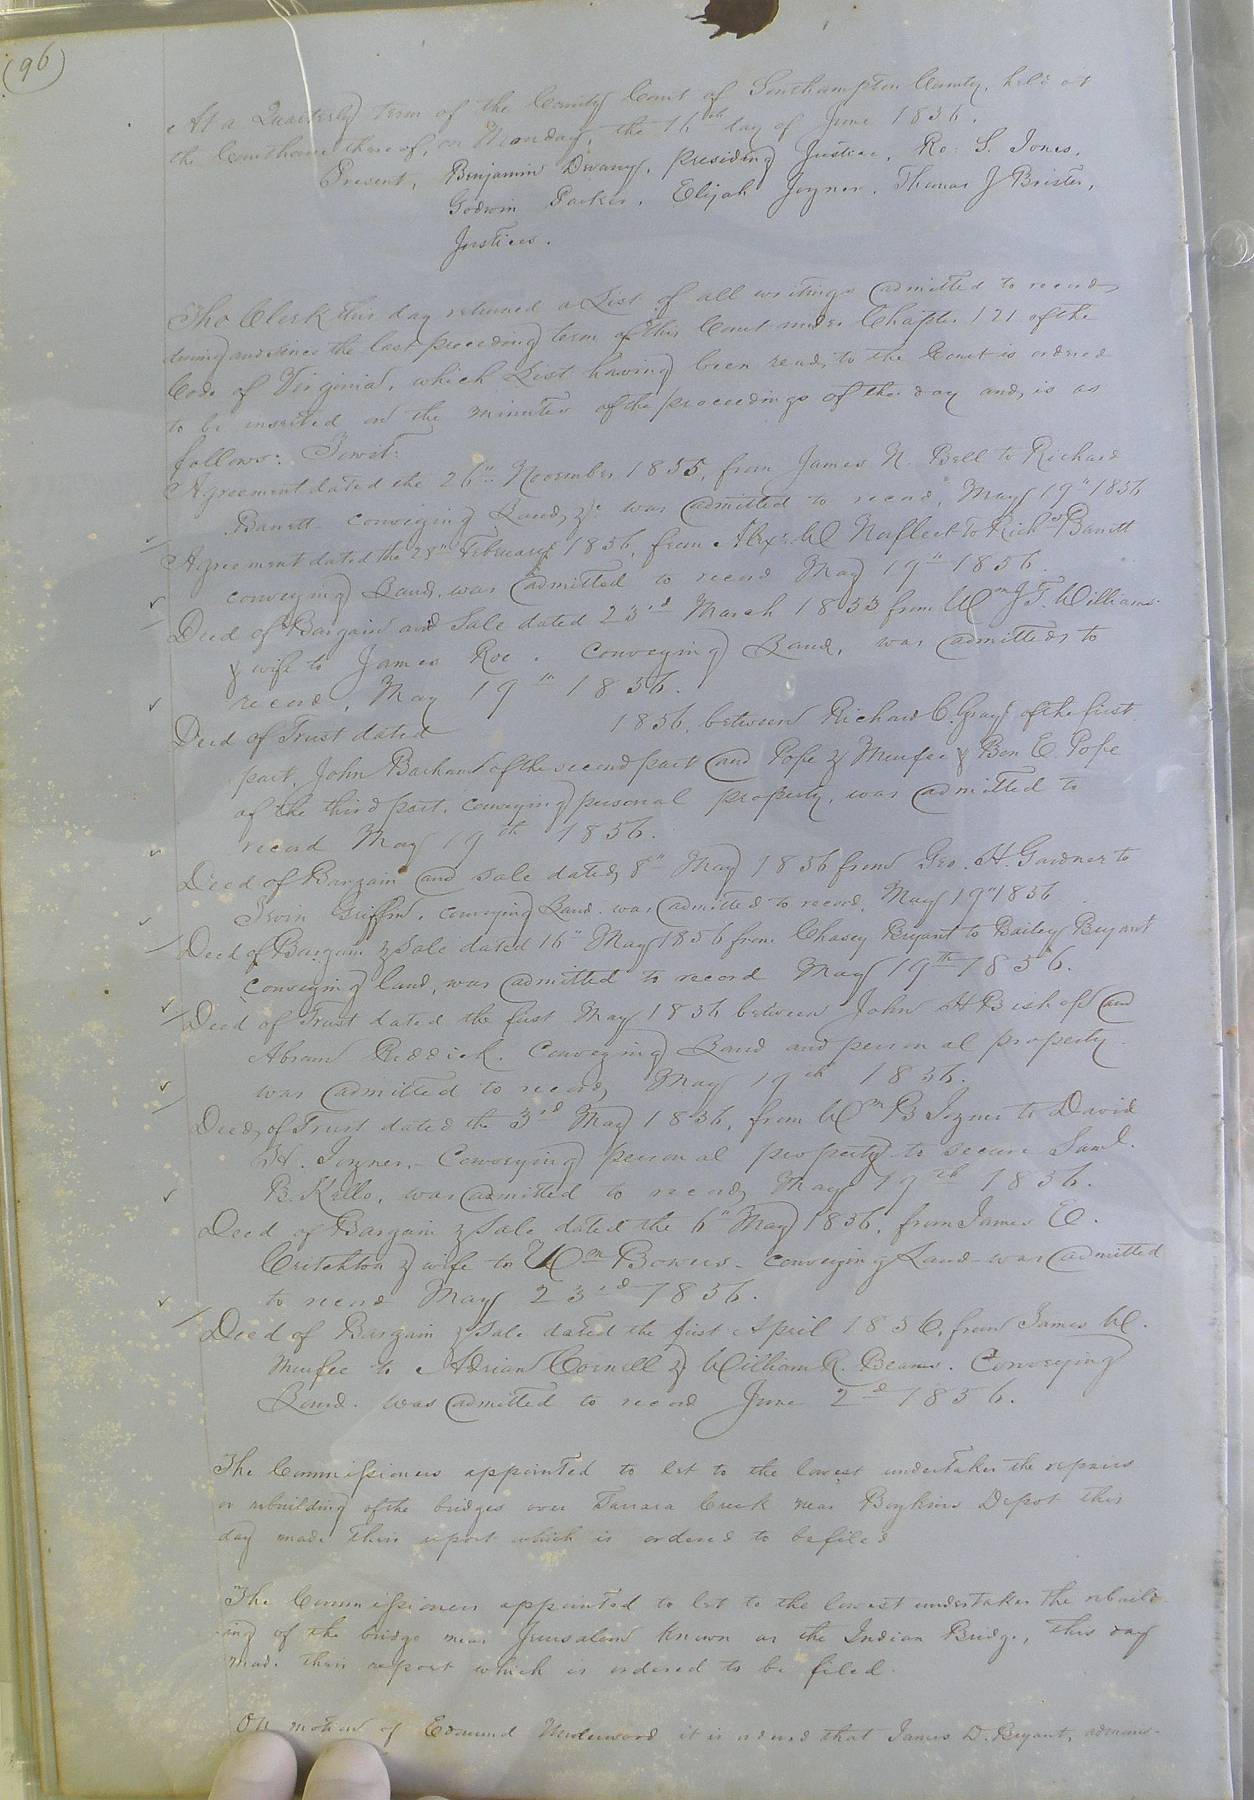 (96)
At a Quarterly term of the County Court of Southampton County, held at
the Courthouse thereof, on Monday, the 16th day of June 1856.
Present, Benjamin Devany, presiding Justice, Ro: S. Jones,
Godwin Parker, Elijah Joyner, Thomas J Brister,
Justices.
The Clerk this day returned a List of all writings admitted to record
during and since the last preceeding term of this Court under Chapter 121 of the
Code of Virginia, which List having been read to the Court is ordered
to be inserted on the minutes of the proceedings of the day and is as
follows: Towit:
Agreement dated the 26th November 1855, from James N. Bell to Richard
Barrett conveying Land, &c. was admitted to record, May 19th 1856
Agreement dated the 28th February 1856, from Alexr. W Norfleet to Richd Barrett
conveying Land, was admitted to record May 19th 1856.
Deed of Bargain and Sale dated 23rd March 1853 from Wm J. T. Williams
& wife to James Roe. Conveying Land, was admitted to
record, May 19th 1856.
Deed of Trust dated 1856, between Richard C. Gray of the first
part, John Barham of the second part and Pope & Menfee & Ben E. Pope
of the third part, conveying personal property, was admitted to
record May 19th 1856.
Deed of Bargain and Sale dated 8th May 1856 from Geo. H. Gardner to
Irvin Griffin, conveying Land was admitted to record, May 19th 1856
Deed of Bargain & Sale dated 16th May 1856 from Chasey Bryant to Bailey Bryant
conveying land, was admitted to record May 19th 1856.
Deed of Trust dated the first May 1856 between John H Bishop and
Abram Riddick. Conveying Land and personal property
was admitted to record, May 19th 1856.
Deed of Trust dated the 3rd May 1856, from Wm B Joyner to David
H. Joyner, - Conveying personal property to secure Saml.
B. Kello, was admitted to record, May 19th 1856.
Deed of Bargain & Sale dated the 6th May 1856, from James E.
Critchton & wife to Wm Bowers - conveying Land was admitted
to record May 23rd 1856.
Deed of Bargain & Sale dated the first April 1856, from James W.
Menfee to Adrian Cornell & William R. Beams. Conveying
Land. was admitted to record June 2d 1856.
The Commissioners appointed to let to the lowest undertaker the repairs
or rebuilding of the bridges over Tarrara Creek near Boykins Depot this
day made their report which is ordered to be filed
The Commissioners appointed to let to the lowest undertaker the rebuild-
ing of the bridge near Jerusalem known as the Indian Bridge, this day
made their report which is ordered to be filed.
On motion of Edmund Underwood it is ordered that James D. Bryant, adminis-